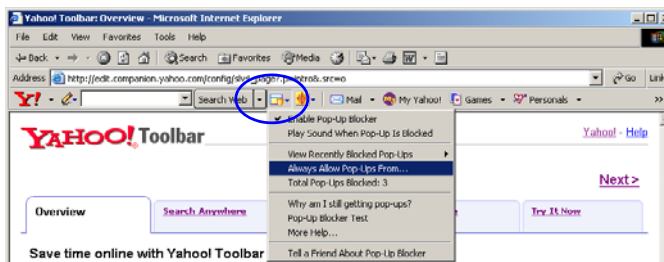 Yahoo! Toolbar: Overview - Microsoft Internet Explorer
File Edit View Favorites Tools Help
Back Search Favorites Media
Address http://edit.companion.yahoo.com/config/slv8_page?.p=intro&.src Go Link
Y! Search Web Mail My Yahoo! Games Personals »
YAHOO! Toolbar
Yahoo! - Help
Enable Pop-Up Blocker
Play Sound When Pop-Up Is Blocked
View Recently Blocked Pop-Ups
Always Allow Pop-Ups From...
Total Pop-Ups Blocked: 3
Why am I still getting pop-ups?
Pop-Up Blocker Test
More Help...
Tell a Friend About Pop-Up Blocker
Next >
Overview Search Anywhere Try It Now
Save time online with Yahoo! Toolbar